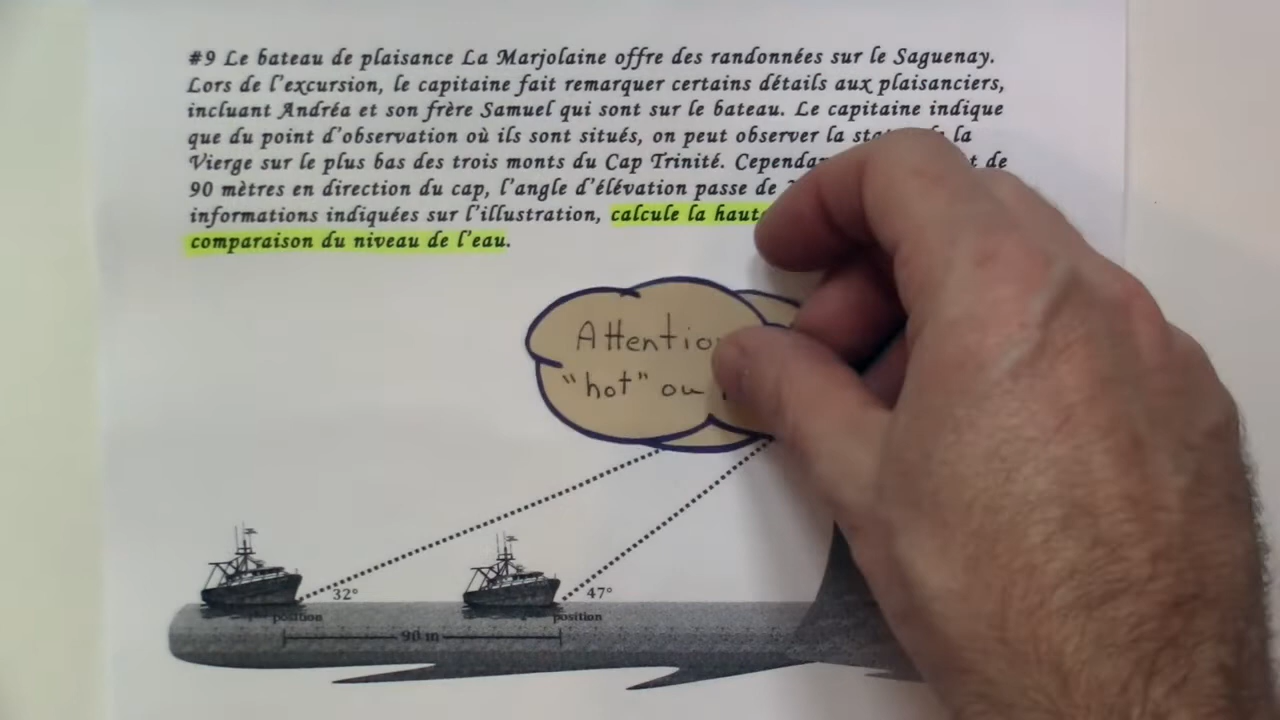 #9 Le bateau de plaisance La Marjolaine offre des randonnées sur le Saguenay.
Lors de l'excursion, le capitaine fait remarquer certains détails aux plaisanciers,
incluant Andréa et son frère Samuel qui sont sur le bateau. Le capitaine indique
que du point d'observation où ils sont situés, on peut observer la la
Vierge sur le plus bas des trois monts du Cap Trinité. de
90 mètres en direction du cap, l'angle d'élévation passe de
informations indiquées sur l'illustration, calcule la
comparaison du niveau de l'eau.
"hot" ou
32°
47°
position
position
90 m